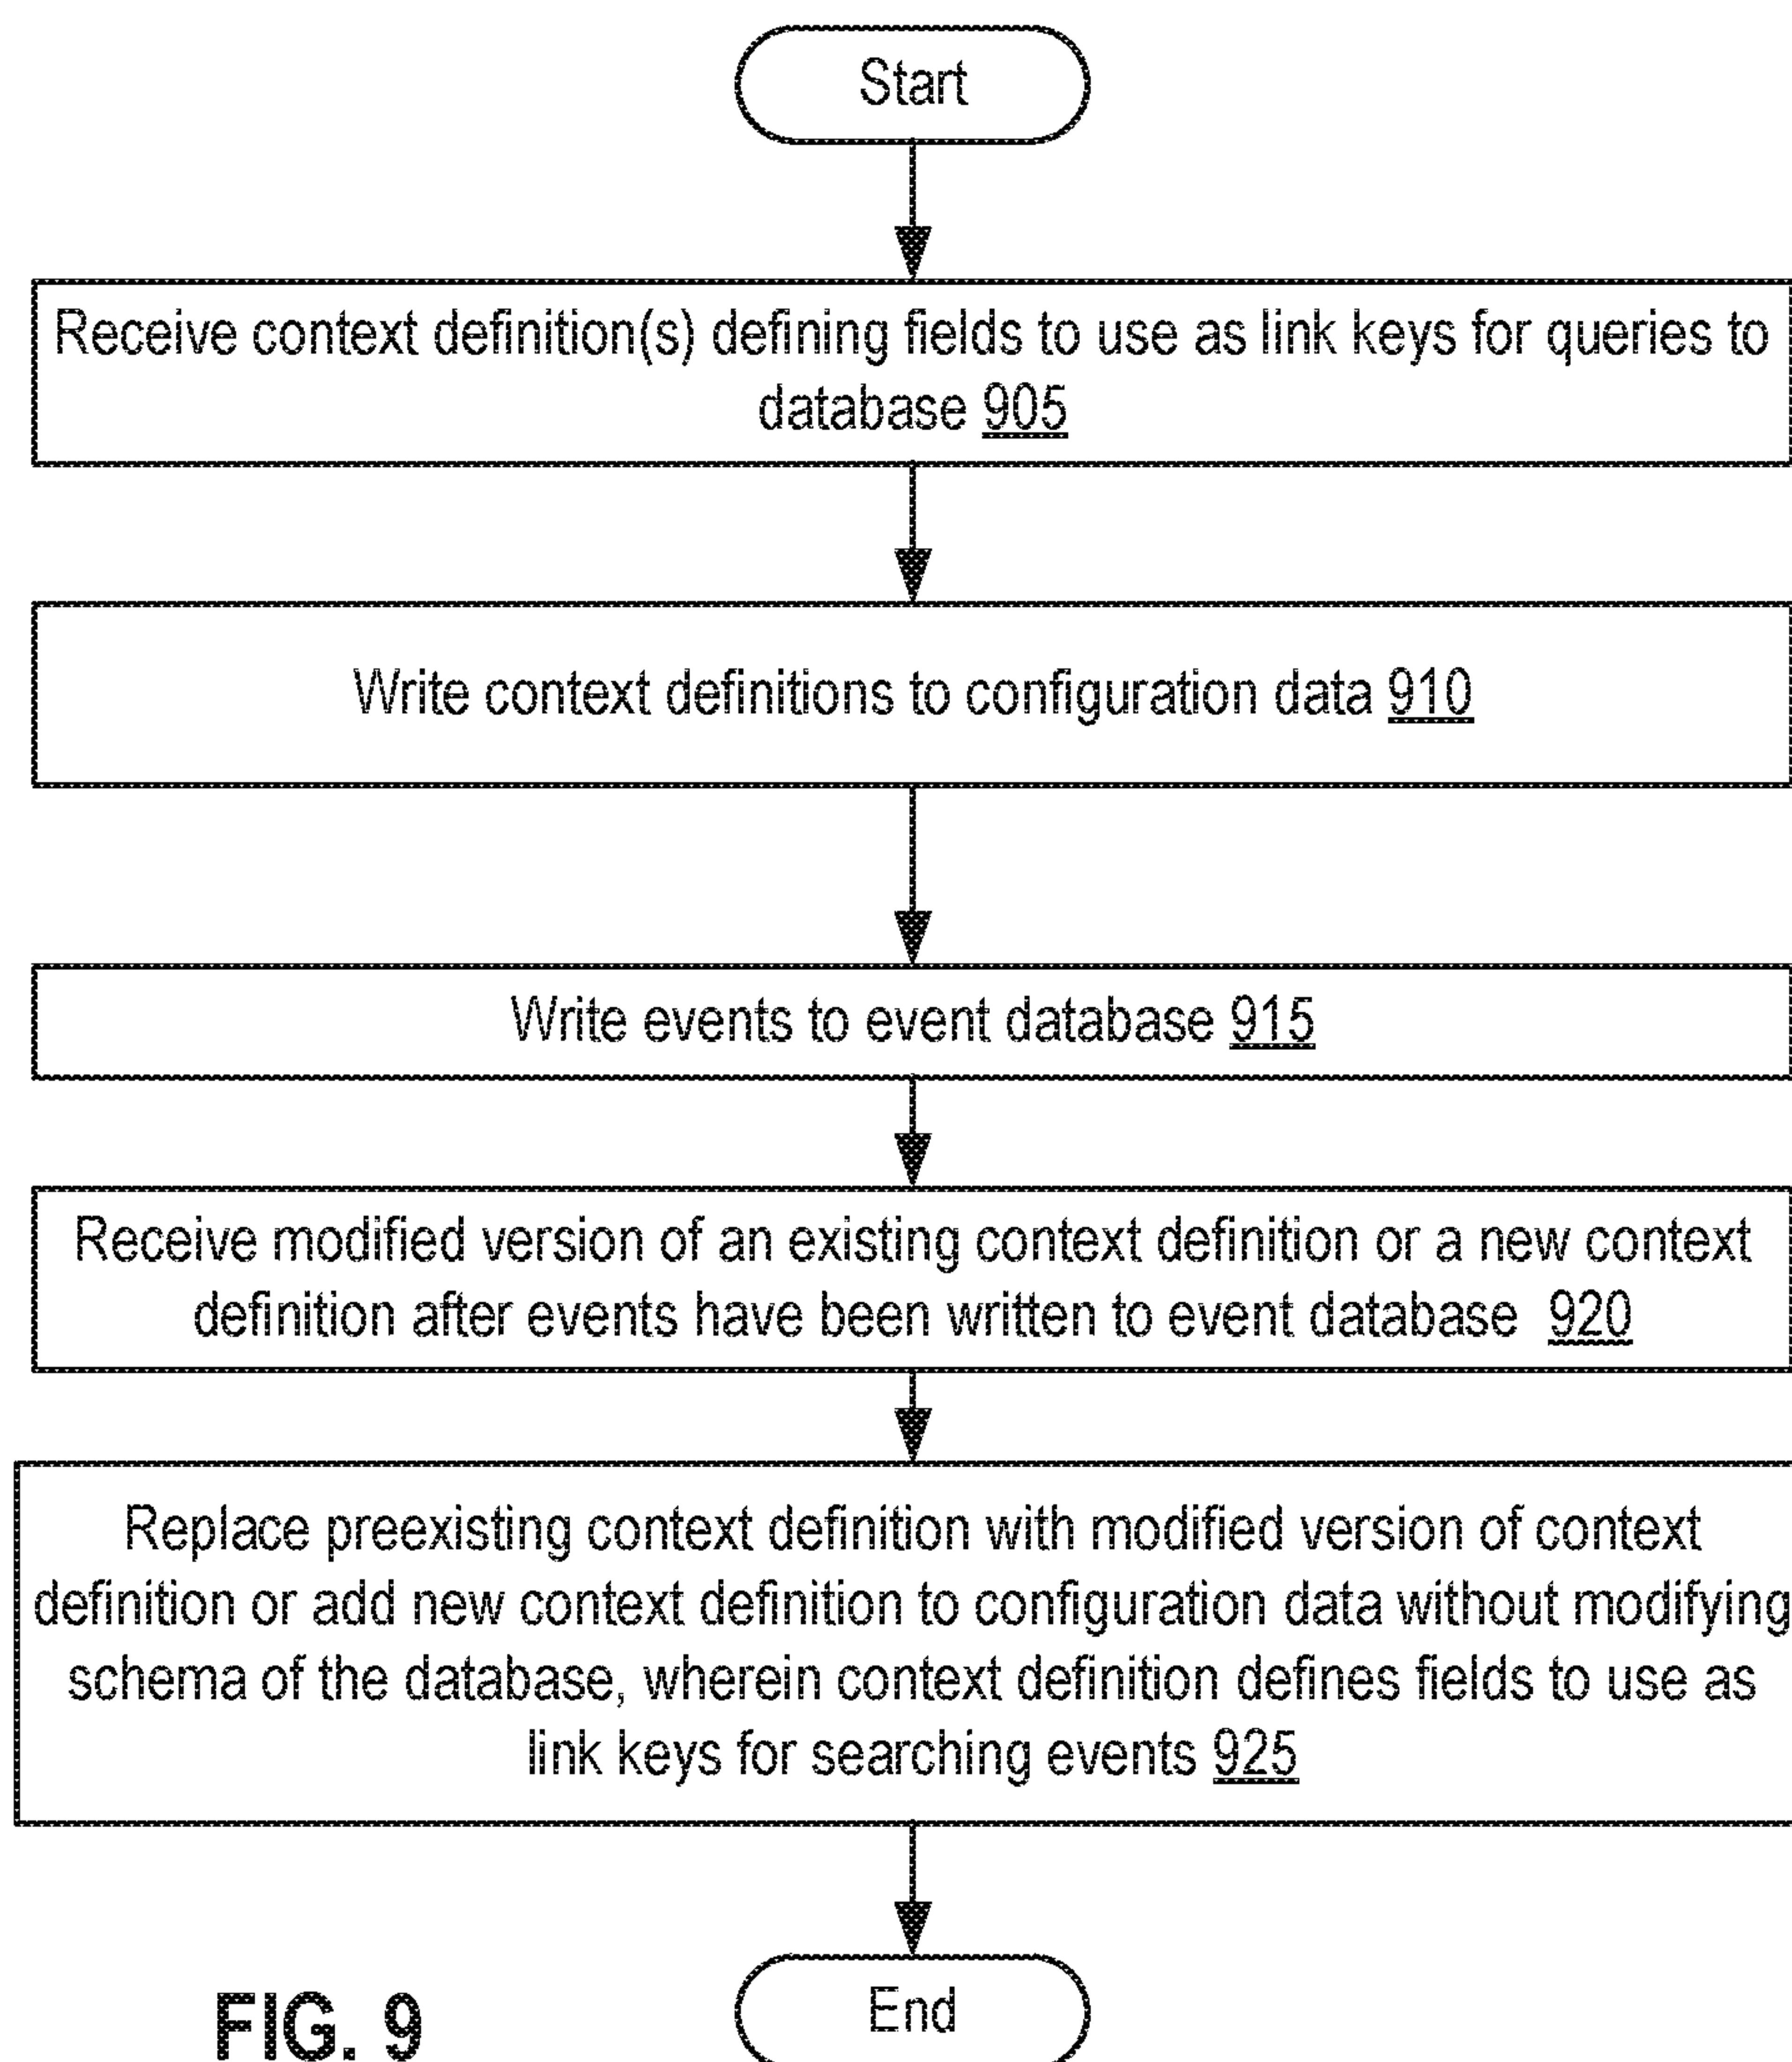 Start
Receive context definition(s) defining fields to use as link keys for queries to
database 905
Write context definitions to configuration data 910
Write events to event database 915
Receive modified version of an existing context definition or a new context
definition after events have been written to event database 920
Replace preexisting context definition with modified version of context
definition or add new context definition to configuration data without modifying
schema of the database, wherein context definition defines fields to use as
link keys for searching events 925
End
FIG. 9